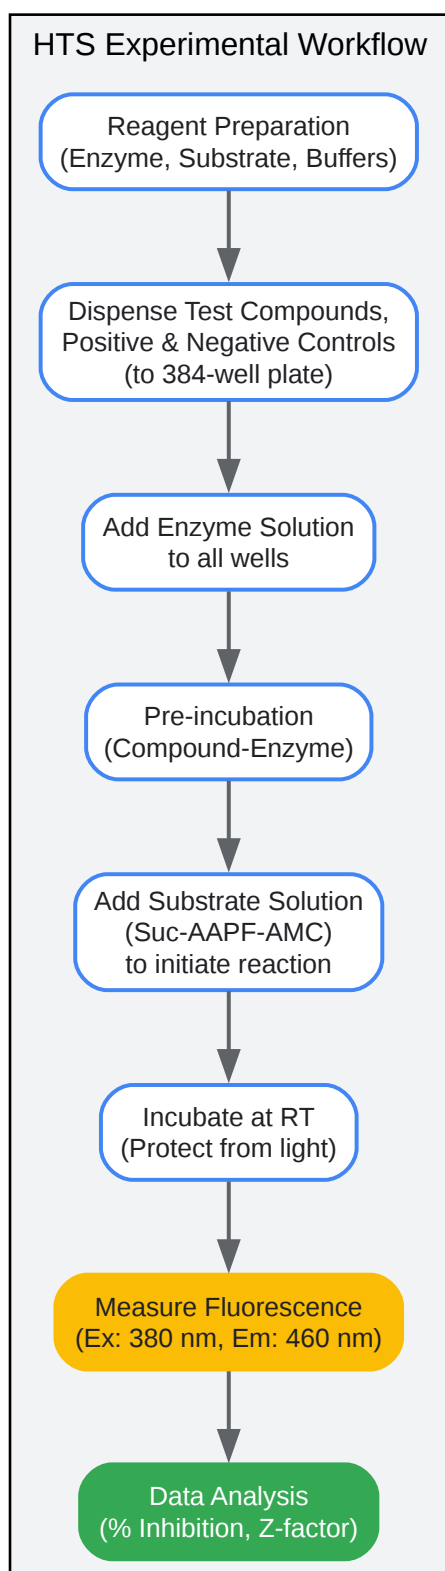 HTS Experimental Workflow
Reagent Preparation
(Enzyme, Substrate, Buffers)
Dispense Test Compounds,
Positive & Negative Controls
(to 384-well plate)
Add Enzyme Solution
to all wells
Pre-incubation
(Compound-Enzyme)
Add Substrate Solution
(Suc-AAPF-AMC)
to initiate reaction
Incubate at RT
(Protect from light)
Measure Fluorescence
(Ex: 380 nm, Em: 460 nm)
Data Analysis
(% Inhibition, Z-factor)